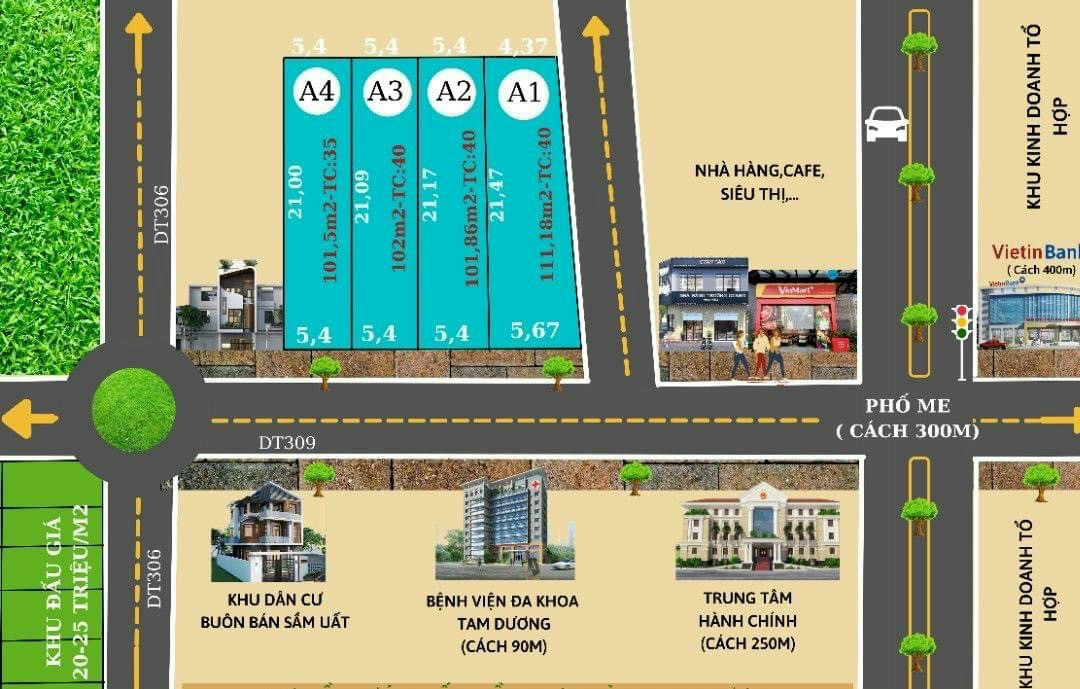 5,4
5,4
5,4
4,37
A4
A3
A2
A1
21,00
101,5m2-TC:35
21,09
102m2-TC:40
21,17
101,86m2-TC:40
21,47
111,18m2-TC:40
5,4
5,4
5,4
5,67
DT306
NHÀ HÀNG,CAFE,
SIÊU THỊ,...
VinMart+
KHU KINH DOANH TỔ
HỢP
VietinBank
( Cách 400m)
VietinBank
PHỐ ME
( CÁCH 300M)
DT309
KHU ĐẤU GIÁ
20-25 TRIỆU/M2
DT306
KHU DÂN CƯ
BUÔN BÁN SẦM UẤT
BỆNH VIỆN ĐA KHOA
TAM DƯƠNG
(CÁCH 90M)
TRUNG TÂM
HÀNH CHÍNH
(CÁCH 250M)
KHU KINH DOANH TỔ
HỢP